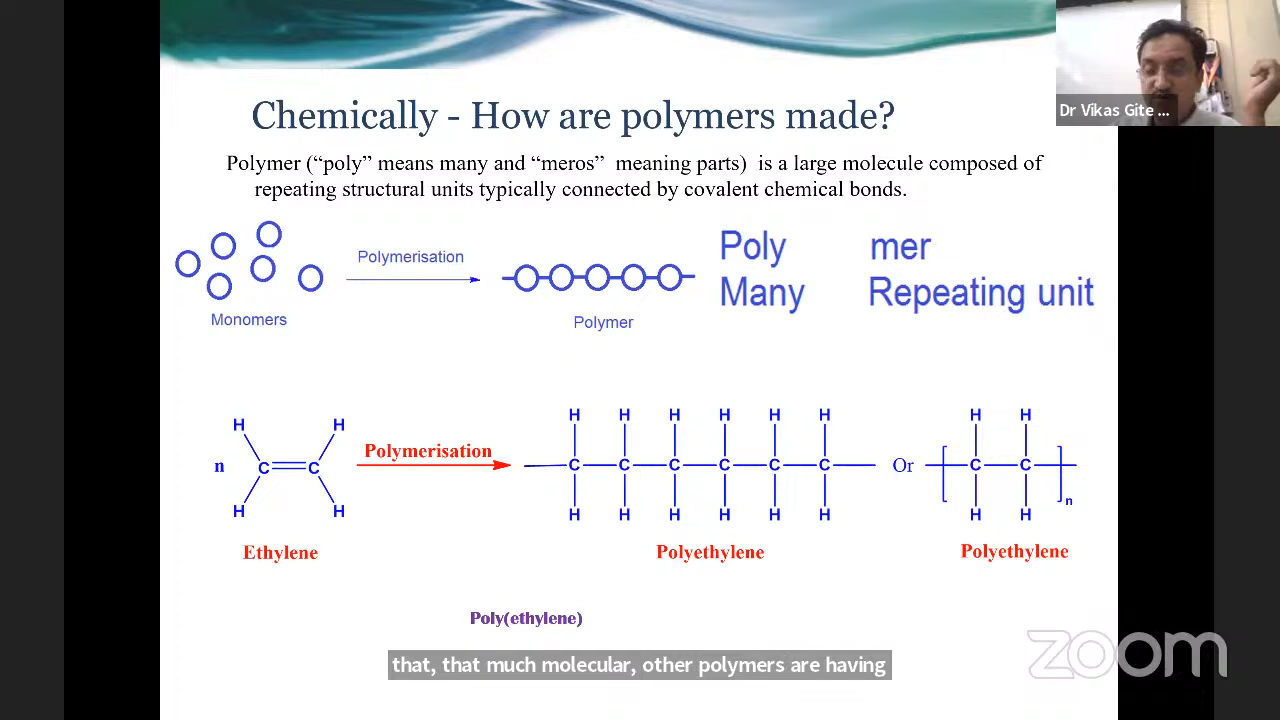 Dr Vikas Gite ...
Chemically - How are polymers made?
Polymer (“poly” means many and “meros” meaning parts) is a large molecule composed of
repeating structural units typically connected by covalent chemical bonds.
Polymerisation
Monomers
Polymer
Poly mer
Many Repeating unit
H H
n C C
H H
Polymerisation
Ethylene
H H H H H H
C C C C C C
H H H H H H
Polyethylene
Or
H H
C C
H H
n
Polyethylene
Poly(ethylene)
that, that much molecular, other polymers are having
zoom